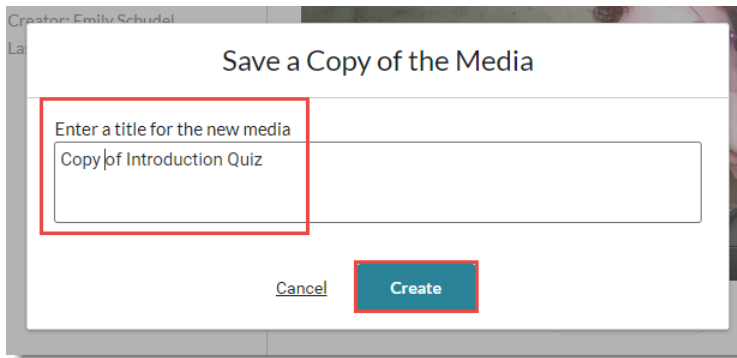 Creator: Emily Schudel
Las
Save a Copy of the Media
Enter a title for the new media
Copy of Introduction Quiz
Cancel
Create